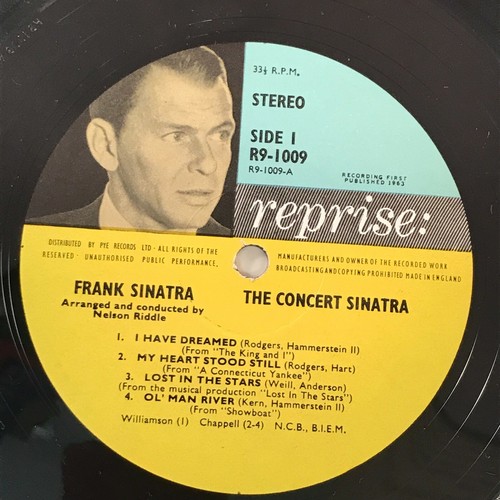 33⅓ R.P.M.
STEREO
SIDE I
R9-1009
R9-1009-A
RECORDING FIRST
PUBLISHED 1963
reprise:
DISTRIBUTED BY PYE RECORDS LTD · ALL RIGHTS OF THE
RESERVED · UNAUTHORISED PUBLIC PERFORMANCE,
MANUFACTURERS AND OWNER OF THE RECORDED WORK
BROADCASTING AND COPYING PROHIBITED MADE IN ENGLAND
FRANK SINATRA
Arranged and conducted by
Nelson Riddle
THE CONCERT SINATRA
1. I HAVE DREAMED (Rodgers, Hammerstein II)
(From "The King and I")
2. MY HEART STOOD STILL (Rodgers, Hart)
(From "A Connecticut Yankee")
3. LOST IN THE STARS (Weill, Anderson)
(From the musical production "Lost In The Stars")
4. OL' MAN RIVER (Kern, Hammerstein II)
(From "Showboat")
Williamson (1) Chappell (2-4) N.C.B., B.I.E.M.